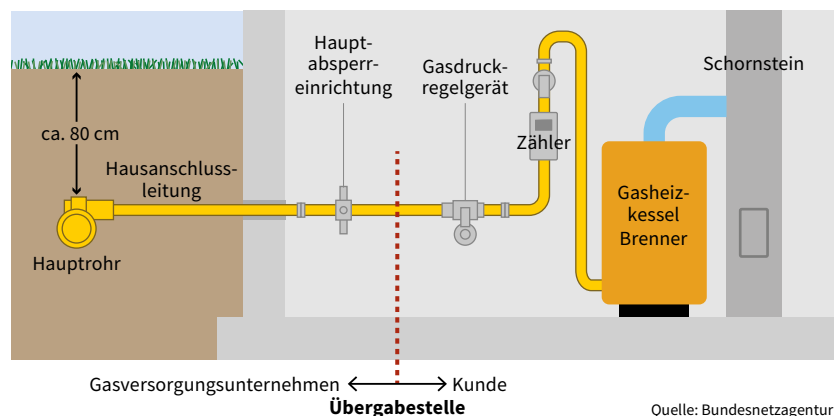 Haupt-
absperr-
einrichtung
Gasdruck-
regelgerät
Schornstein
ca. 80 cm
Zähler
Hausanschluss-
leitung
Gasheiz-
kessel
Brenner
Hauptrohr
Gasversorgungsunternehmen
Kunde
Übergabestelle
Quelle: Bundesnetzagentur